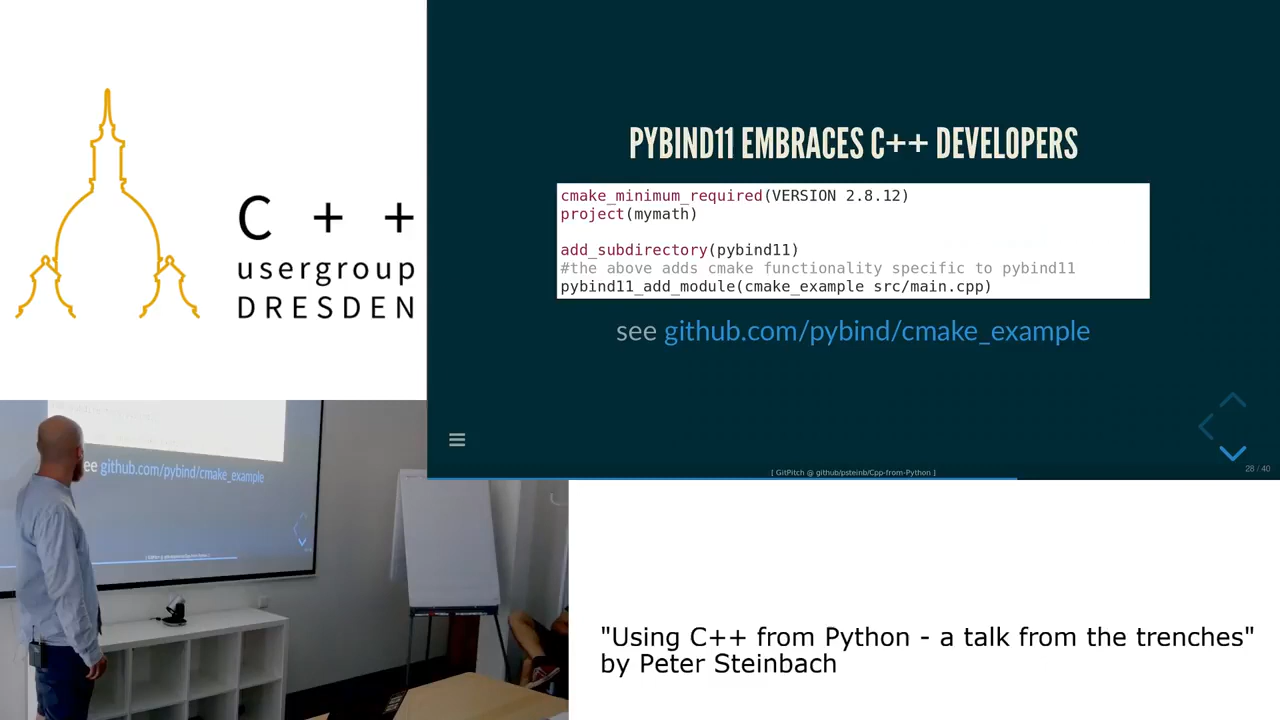 C + +
usergroup
DRESDEN
PYBIND11 EMBRACES C++ DEVELOPERS
cmake_minimum_required(VERSION 2.8.12)
project(mymath)
add_subdirectory(pybind11)
#the above adds cmake functionality specific to pybind11
pybind11_add_module(cmake_example src/main.cpp)
see github.com/pybind/cmake_example
[ GitPitch @ github/psteinb/Cpp-from-Python ]
28 / 40
ee github.com/pybind/cmake_example
"Using C++ from Python - a talk from the trenches"
by Peter Steinbach